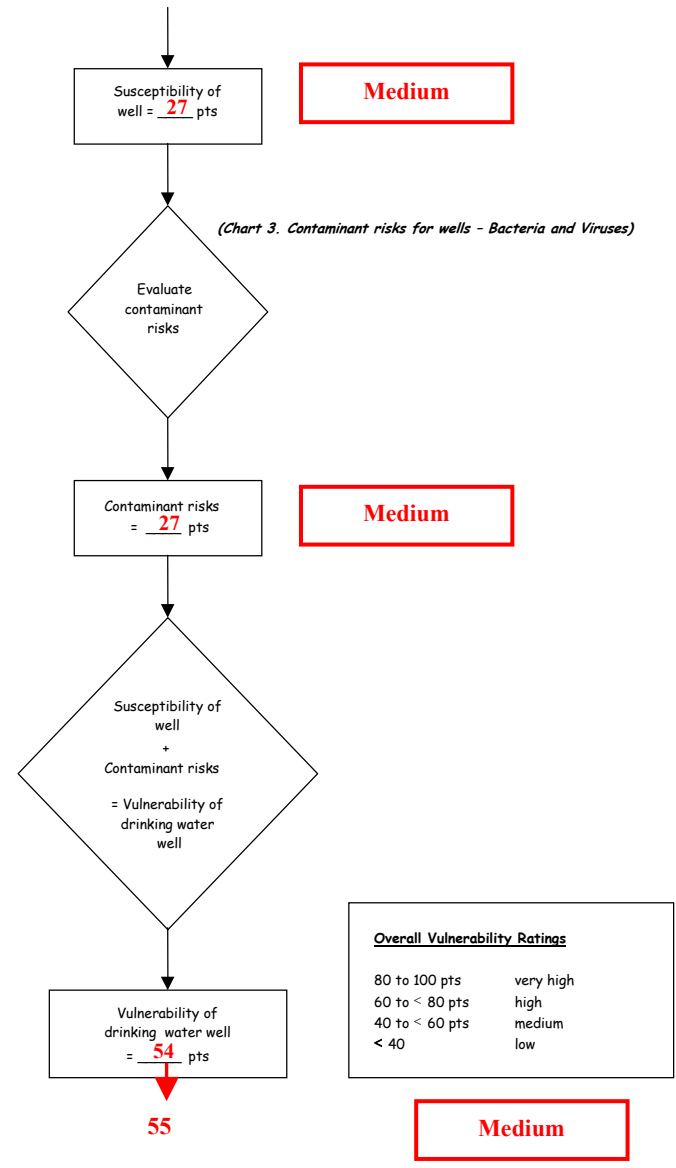 Susceptibility of
well = 27 pts
Medium
(Chart 3. Contaminant risks for wells – Bacteria and Viruses)
Evaluate
contaminant
risks
Contaminant risks
= 27 pts
Medium
Susceptibility of
well
+
Contaminant risks
= Vulnerability of
drinking water
well
Overall Vulnerability Ratings
80 to 100 pts very high
60 to < 80 pts high
40 to < 60 pts medium
< 40 low
Vulnerability of
drinking water well
= 54 pts
55
Medium